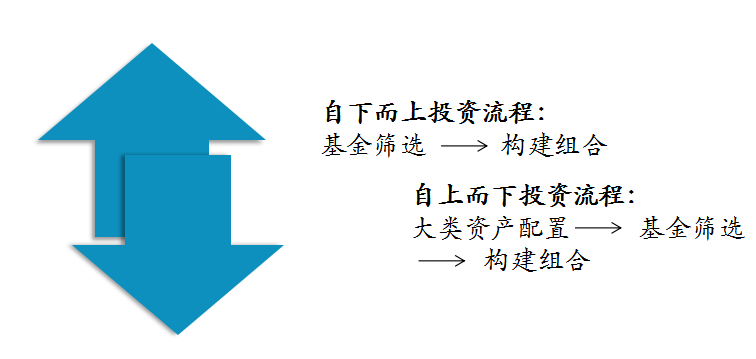 自下而上投资流程：
基金筛选 → 构建组合
自上而下投资流程：
大类资产配置 → 基金筛选
→ 构建组合